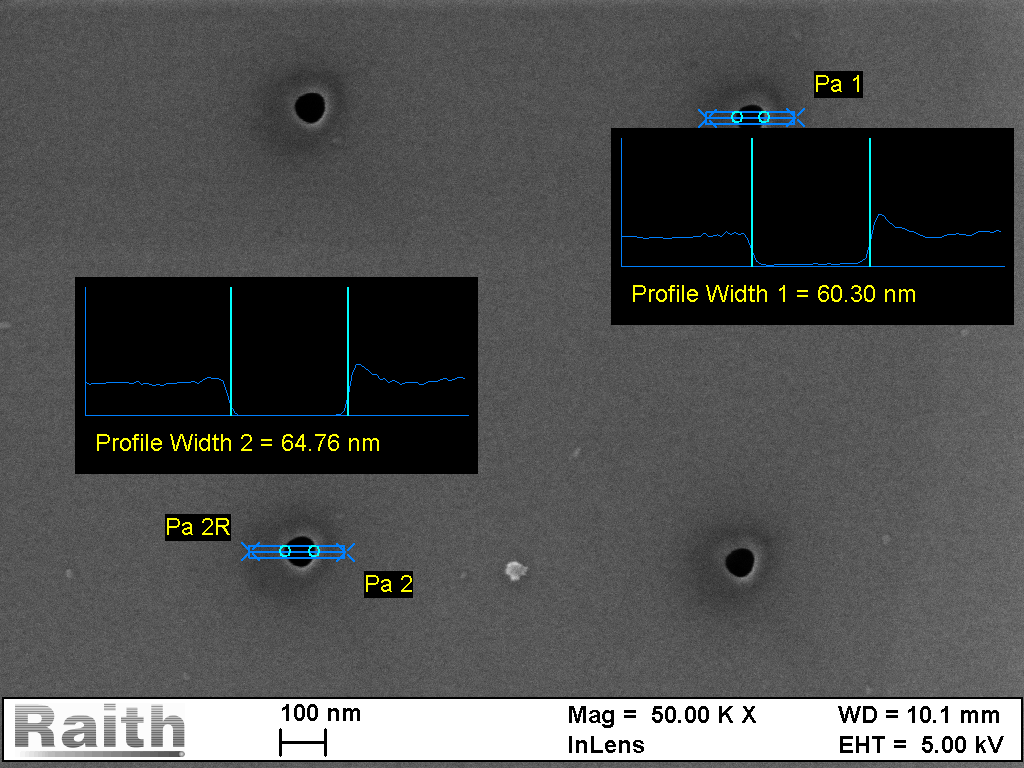 Pa 1
Profile Width 1 = 60.30 nm
Profile Width 2 = 64.76 nm
Pa 2R
Pa 2
Raith
100 nm
Mag = 50.00 K X
InLens
WD = 10.1 mm
EHT = 5.00 kV